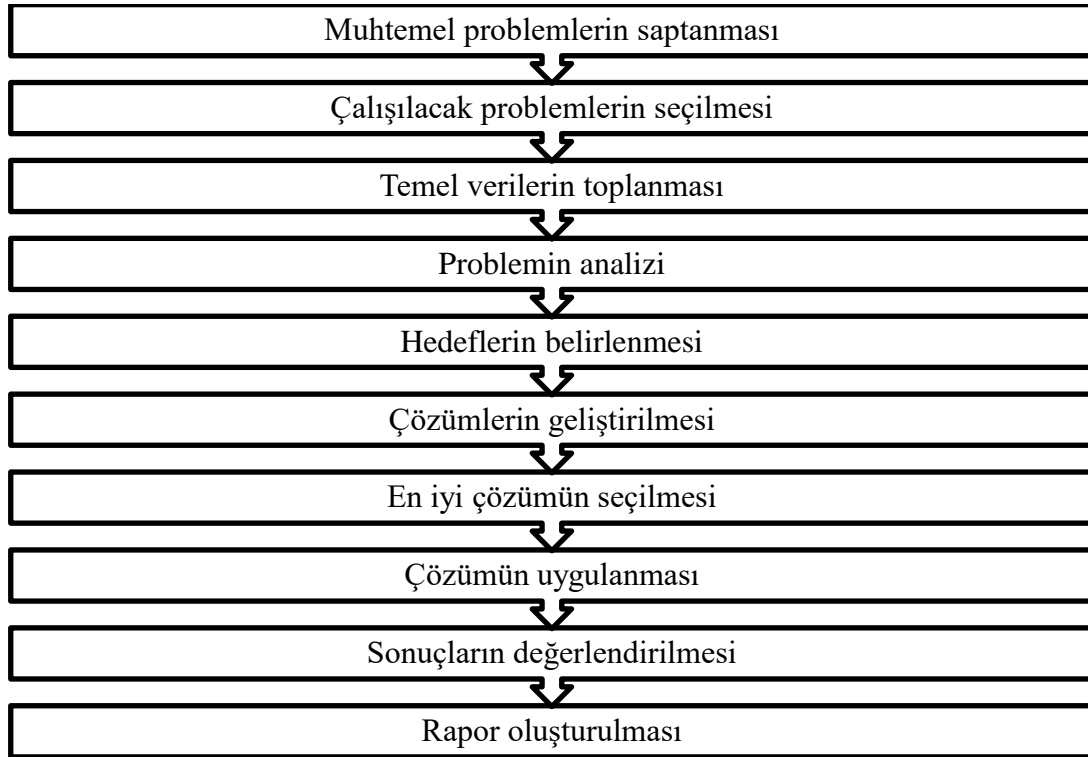 Muhtemel problemlerin saptanması
Çalışılacak problemlerin seçilmesi
Temel verilerin toplanması
Problemin analizi
Hedeflerin belirlenmesi
Çözümlerin geliştirilmesi
En iyi çözümün seçilmesi
Çözümün uygulanması
Sonuçların değerlendirilmesi
Rapor oluşturulması